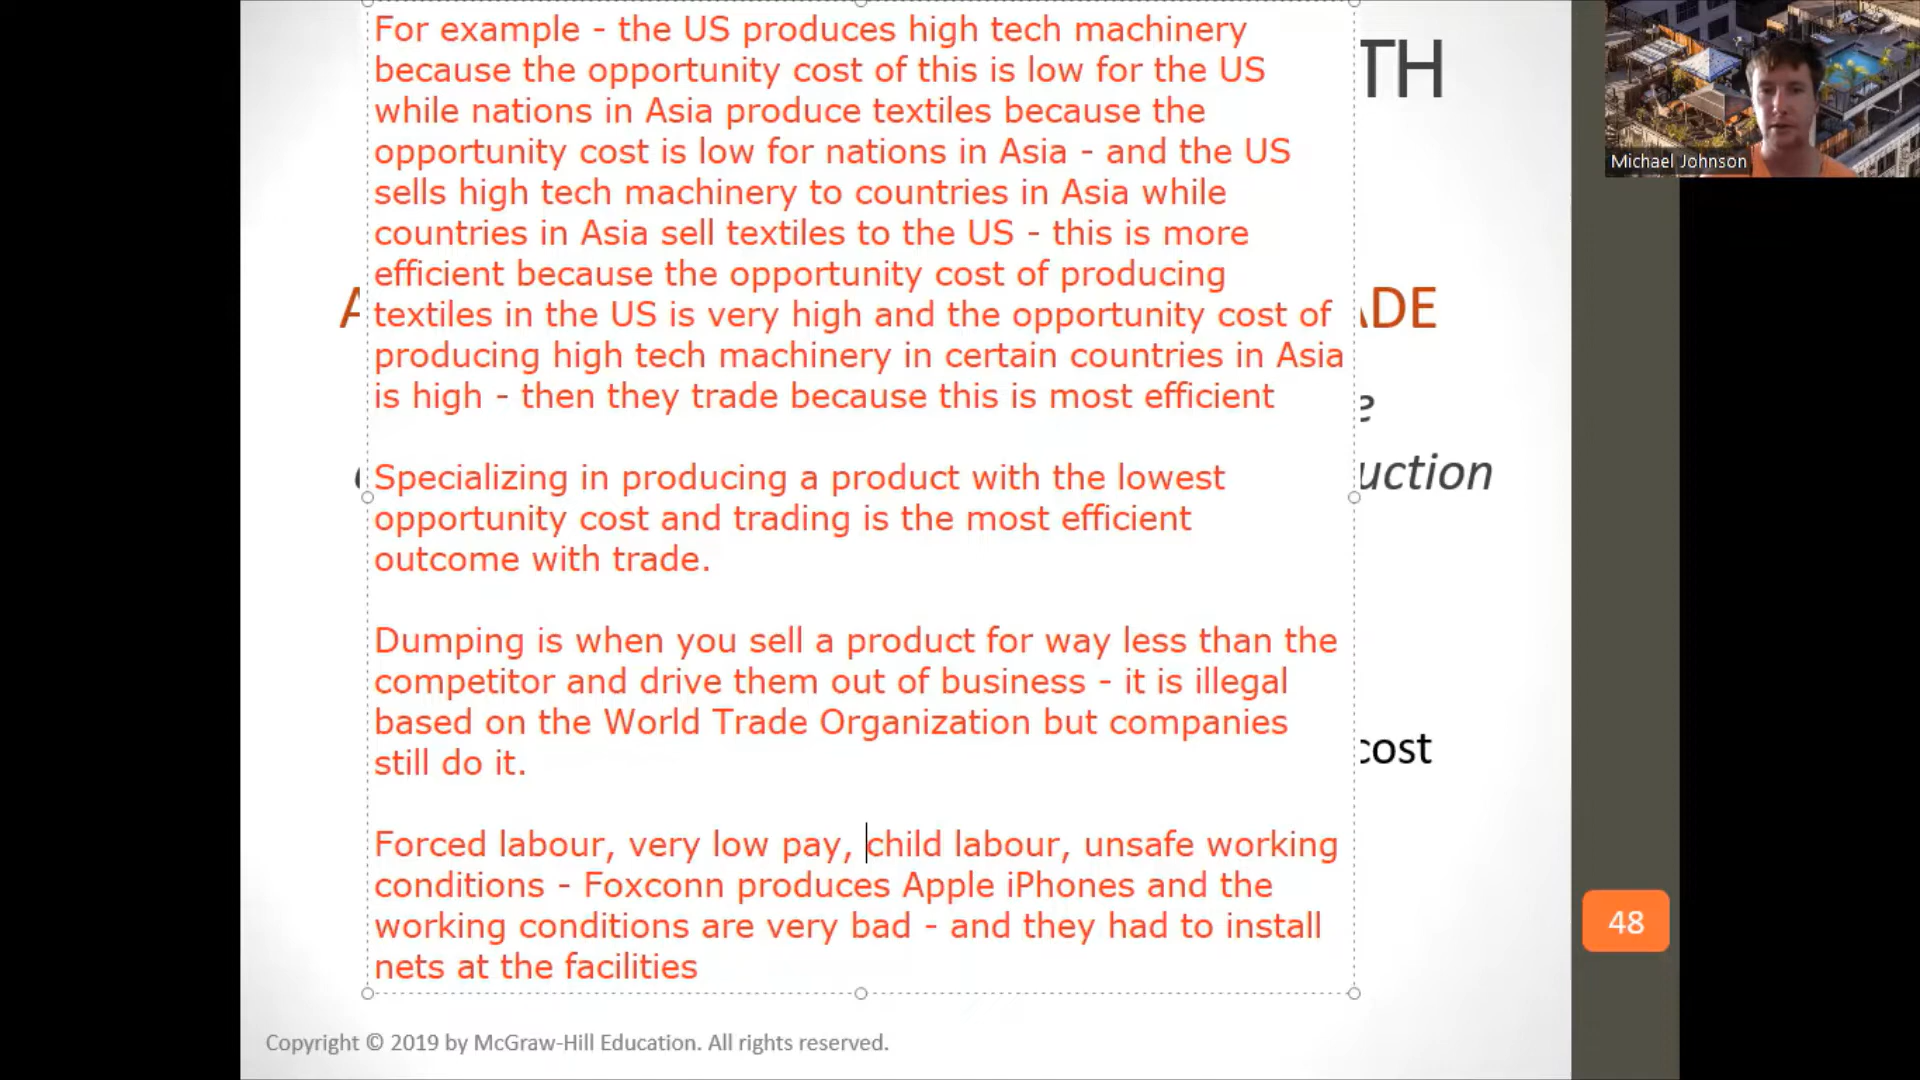 For example - the US produces high tech machinery
because the opportunity cost of this is low for the US
while nations in Asia produce textiles because the
opportunity cost is low for nations in Asia - and the US
sells high tech machinery to countries in Asia while
countries in Asia sell textiles to the US - this is more
efficient because the opportunity cost of producing
textiles in the US is very high and the opportunity cost of
producing high tech machinery in certain countries in Asia
is high - then they trade because this is most efficient
Specializing in producing a product with the lowest
opportunity cost and trading is the most efficient
outcome with trade.
Dumping is when you sell a product for way less than the
competitor and drive them out of business - it is illegal
based on the World Trade Organization but companies
still do it.
Forced labour, very low pay, child labour, unsafe working
conditions - Foxconn produces Apple iPhones and the
working conditions are very bad - and they had to install
nets at the facilities
TH
A
ADE
e
uction
cost
48
Copyright © 2019 by McGraw-Hill Education. All rights reserved.
Michael Johnson